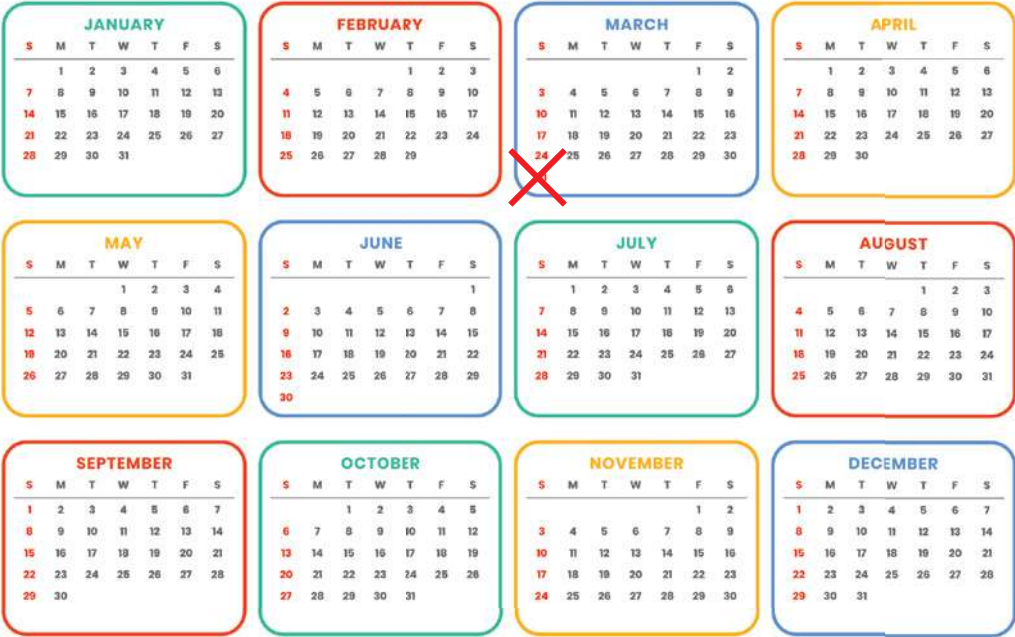 JANUARY
S M T W T F S
1 2 3 4 5 6
7 8 9 10 11 12 13
14 15 16 17 18 19 20
21 22 23 24 25 26 27
28 29 30 31
FEBRUARY
S M T W T F S
1 2 3
4 5 6 7 8 9 10
11 12 13 14 15 16 17
18 19 20 21 22 23 24
25 26 27 28 29
MARCH
S M T W T F S
1 2
3 4 5 6 7 8 9
10 11 12 13 14 15 16
17 18 19 20 21 22 23
24 25 26 27 28 29 30
APRIL
S M T W T F S
1 2 3 4 5 6
7 8 9 10 11 12 13
14 15 16 17 18 19 20
21 22 23 24 25 26 27
28 29 30
MAY
S M T W T F S
1 2 3 4
5 6 7 8 9 10 11
12 13 14 15 16 17 18
19 20 21 22 23 24 25
26 27 28 29 30 31
JUNE
S M T W T F S
1
2 3 4 5 6 7 8
9 10 11 12 13 14 15
16 17 18 19 20 21 22
23 24 25 26 27 28 29
30
JULY
S M T W T F S
1 2 3 4 5 6
7 8 9 10 11 12 13
14 15 16 17 18 19 20
21 22 23 24 25 26 27
28 29 30 31
AUGUST
S M T W T F S
1 2 3
4 5 6 7 8 9 10
11 12 13 14 15 16 17
18 19 20 21 22 23 24
25 26 27 28 29 30 31
SEPTEMBER
S M T W T F S
1 2 3 4 5 6 7
8 9 10 11 12 13 14
15 16 17 18 19 20 21
22 23 24 25 26 27 28
29 30
OCTOBER
S M T W T F S
1 2 3 4 5
6 7 8 9 10 11 12
13 14 15 16 17 18 19
20 21 22 23 24 25 26
27 28 29 30 31
NOVEMBER
S M T W T F S
1 2
3 4 5 6 7 8 9
10 11 12 13 14 15 16
17 18 19 20 21 22 23
24 25 26 27 28 29 30
DECEMBER
S M T W T F S
1 2 3 4 5 6 7
8 9 10 11 12 13 14
15 16 17 18 19 20 21
22 23 24 25 26 27 28
29 30 31